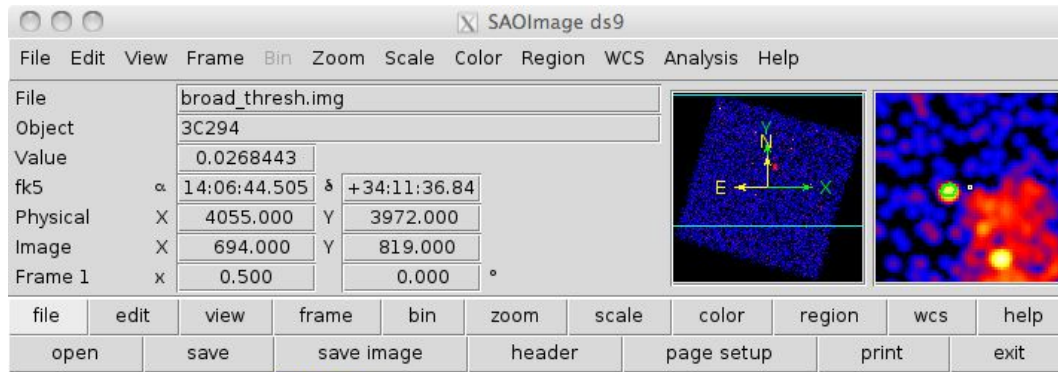 SAOImage ds9
File Edit View Frame Bin Zoom Scale Color Region WCS Analysis Help
File broad_thresh.img
Object 3C294
Value 0.0268443
fk5 α 14:06:44.505 δ +34:11:36.84
Physical X 4055.000 Y 3972.000
Image X 694.000 Y 819.000
Frame 1 x 0.500 0.000 °
Y
N
E X
file edit view frame bin zoom scale color region wcs help
open save save image header page setup print exit